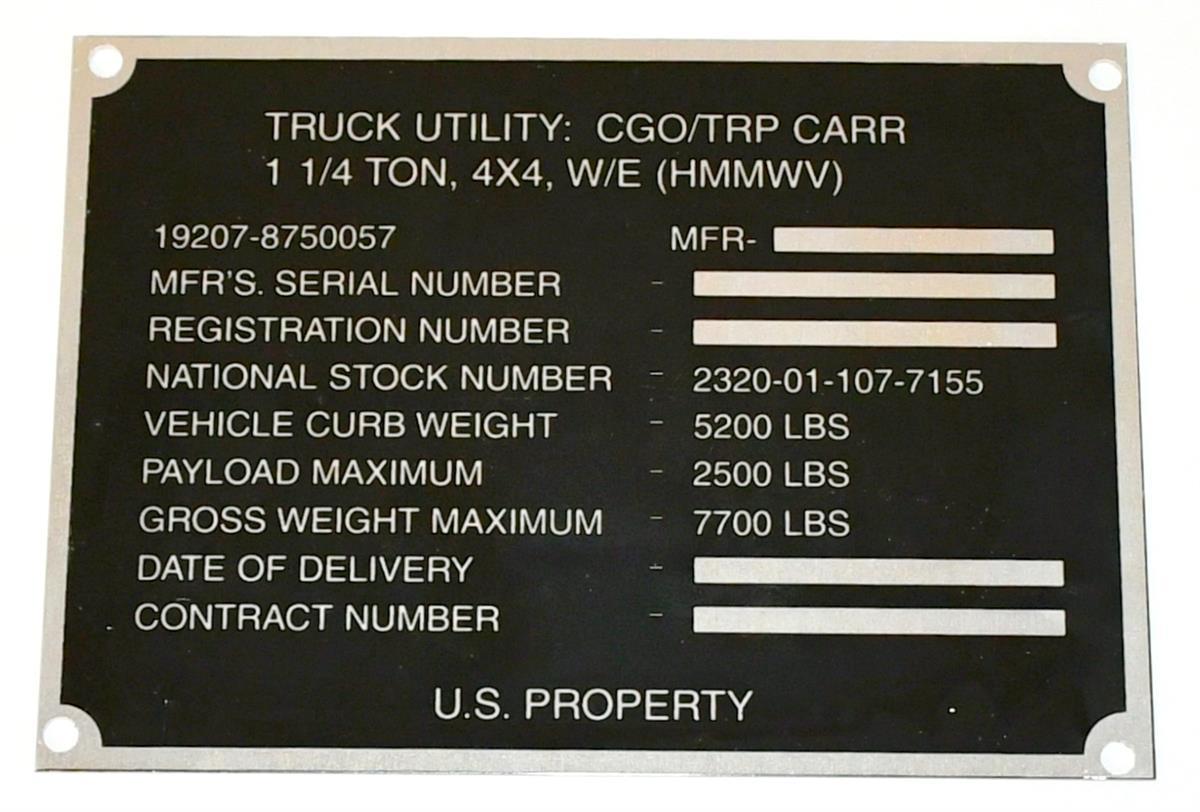 TRUCK UTILITY: CGO/TRP CARR
1 1/4 TON, 4X4, W/E (HMMWV)
19207-8750057 MFR-
MFR'S. SERIAL NUMBER -
REGISTRATION NUMBER -
NATIONAL STOCK NUMBER - 2320-01-107-7155
VEHICLE CURB WEIGHT - 5200 LBS
PAYLOAD MAXIMUM - 2500 LBS
GROSS WEIGHT MAXIMUM - 7700 LBS
DATE OF DELIVERY -
CONTRACT NUMBER -
U.S. PROPERTY